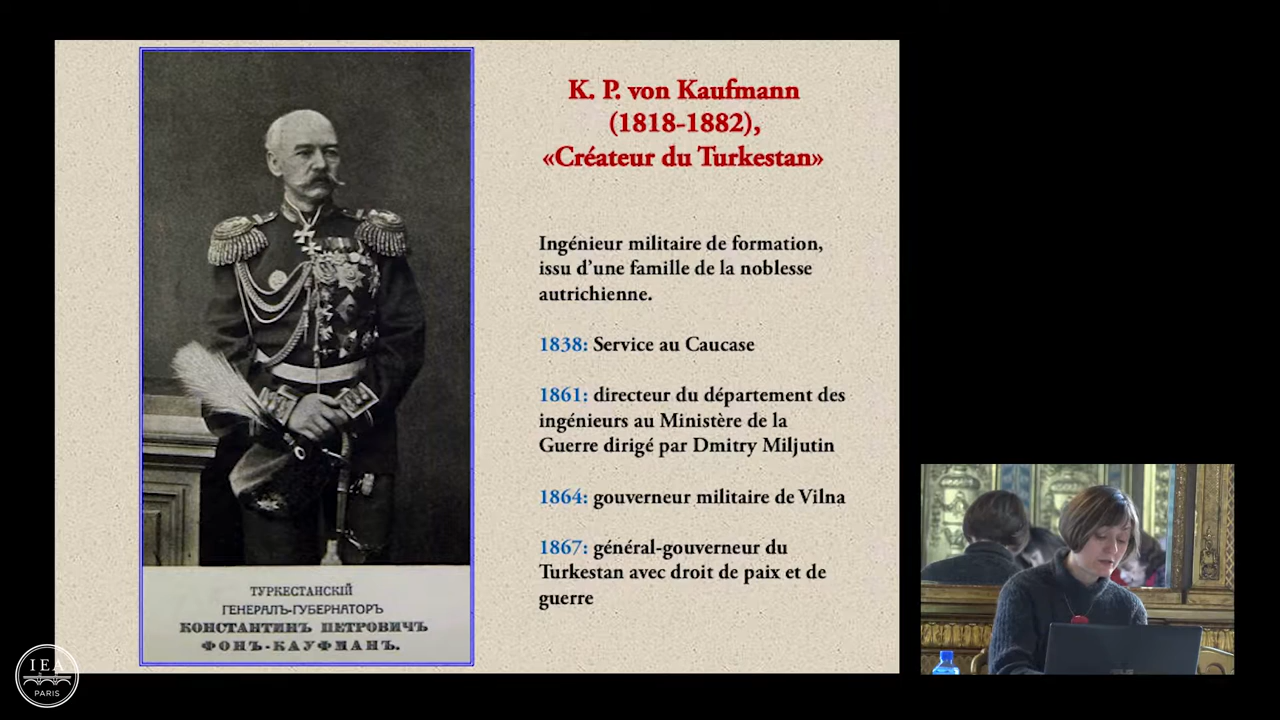 K. P. von Kaufmann
(1818-1882),
«Créateur du Turkestan»
Ingénieur militaire de formation,
issu d’une famille de la noblesse
autrichienne.
1838: Service au Caucase
1861: directeur du département des
ingénieurs au Ministère de la
Guerre dirigé par Dmitry Miljutin
1864: gouverneur militaire de Vilna
1867: général-gouverneur du
Turkestan avec droit de paix et de
guerre
ТУРКЕСТАНСКІЙ
ГЕНЕРАЛЪ-ГУБЕРНАТОРЪ
КОНСТАНТИНЪ ПЕТРОВИЧЪ
ФОНЪ-КАУФМАНЪ.
IEA
PARIS